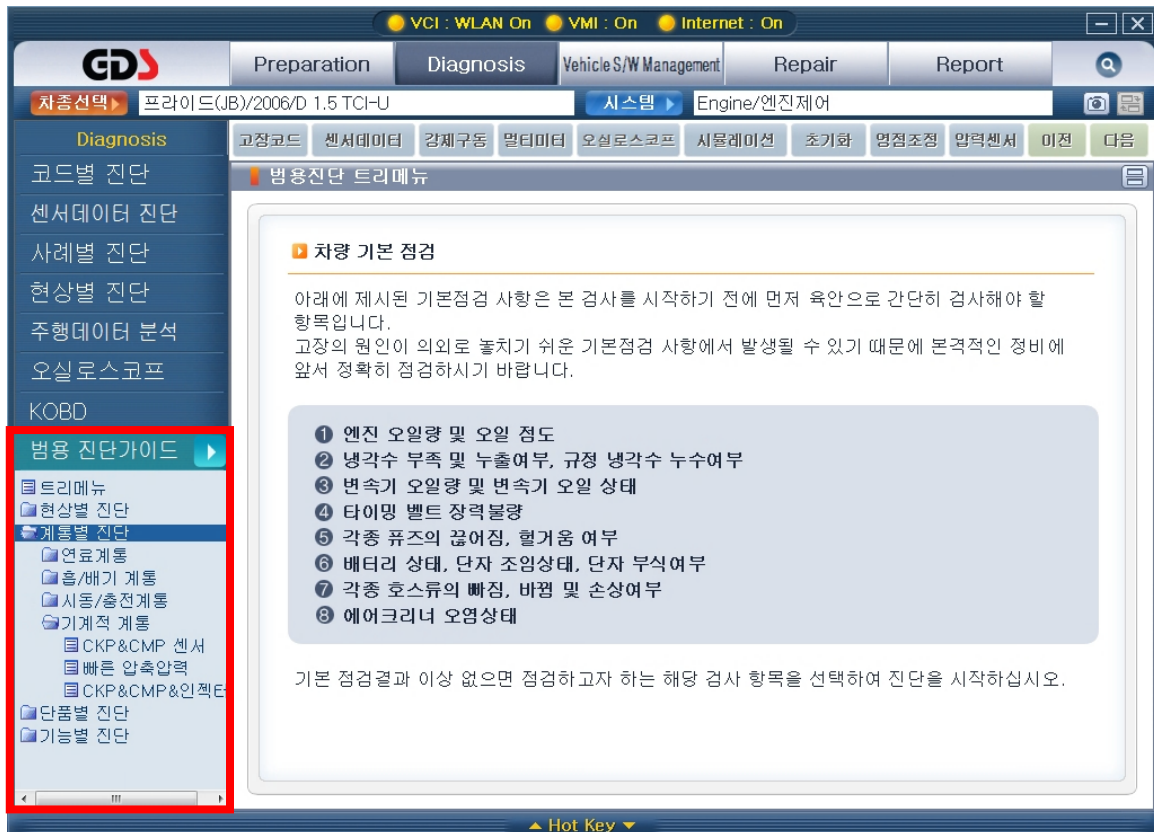 VCI : WLAN On VMI : On Internet : On
GDS Preparation Diagnosis Vehicle S/W Management Repair Report
차종선택 프라이드(JB)/2006/D 1.5 TCI-U 시스템 Engine/엔진제어
Diagnosis 고장코드 센서데이터 강제구동 멀티미터 오실로스코프 시뮬레이션 초기화 영점조정 압력센서 이전 다음
코드별 진단
센서데이터 진단
사례별 진단
현상별 진단
주행데이터 분석
오실로스코프
KOBD
범용 진단가이드
트리메뉴
현상별 진단
계통별 진단
연료계통
흡/배기 계통
시동/충전계통
기계적 계통
CKP&CMP 센서
빠른 압축압력
CKP&CMP&인젝터
단품별 진단
기능별 진단
범용진단 트리메뉴
차량 기본 점검
아래에 제시된 기본점검 사항은 본 검사를 시작하기 전에 먼저 육안으로 간단히 검사해야 할
항목입니다.
고장의 원인이 의외로 놓치기 쉬운 기본점검 사항에서 발생될 수 있기 때문에 본격적인 정비에
앞서 정확히 점검하시기 바랍니다.
❶ 엔진 오일량 및 오일 점도
❷ 냉각수 부족 및 누출여부, 규정 냉각수 누수여부
❸ 변속기 오일량 및 변속기 오일 상태
❹ 타이밍 벨트 장력불량
❺ 각종 퓨즈의 끊어짐, 헐거움 여부
❻ 배터리 상태, 단자 조임상태, 단자 부식여부
❼ 각종 호스류의 빠짐, 바뀜 및 손상여부
❽ 에어크리너 오염상태
기본 점검결과 이상 없으면 점검하고자 하는 해당 검사 항목을 선택하여 진단을 시작하십시오.
▲ Hot Key ▼